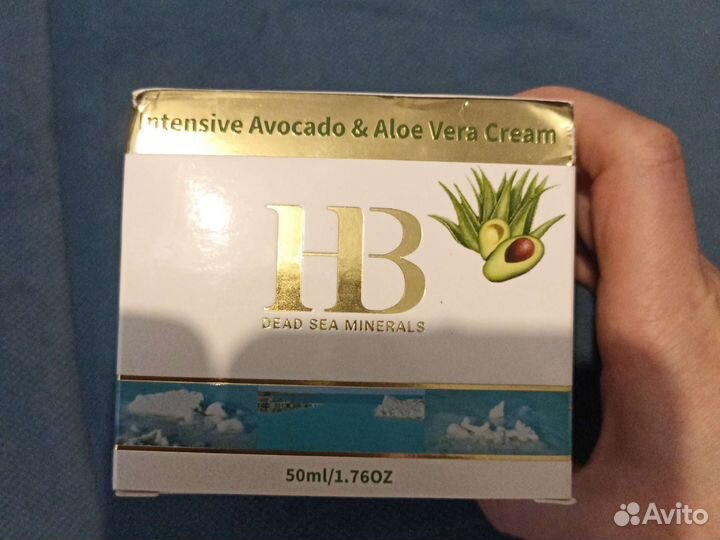 Intensive Avocado & Aloe Vera Cream
HB
DEAD SEA MINERALS
50ml/1.76OZ
Avito